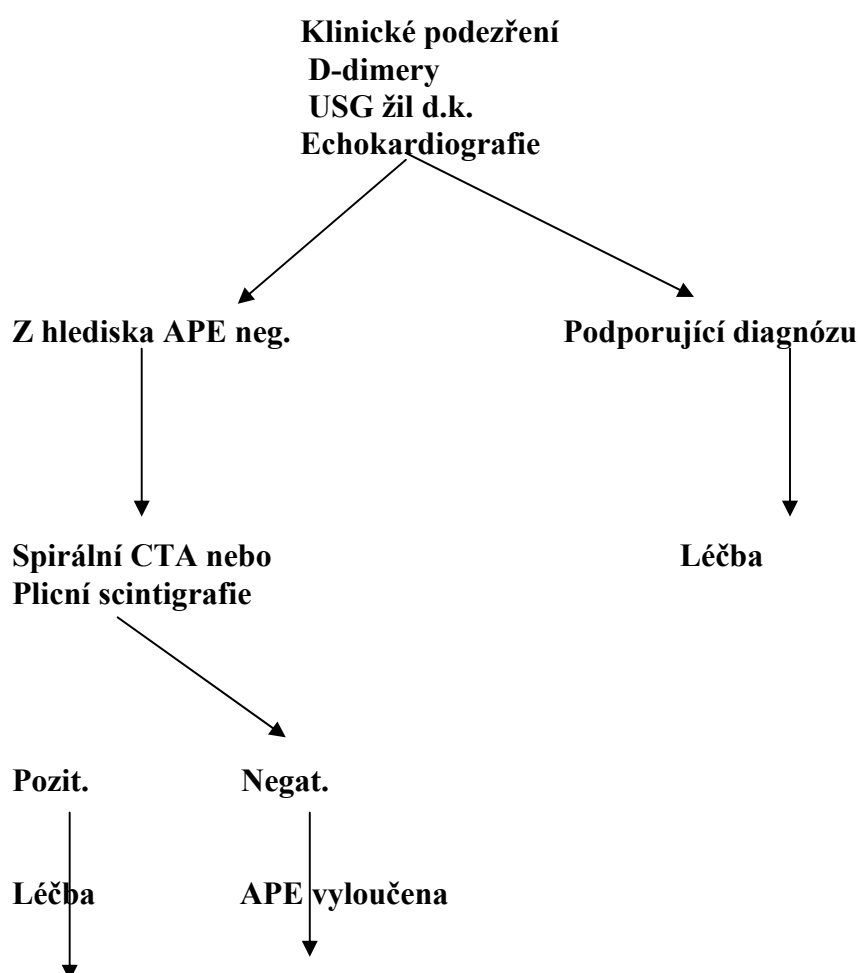 Klinické podezření
D-dimery
USG žil d.k.
Echokardiografie
Z hlediska APE neg.
Podporující diagnózu
Spirální CTA nebo
Plicní scintigrafie
Léčba
Pozit.
Negat.
Léčba
APE vyloučena